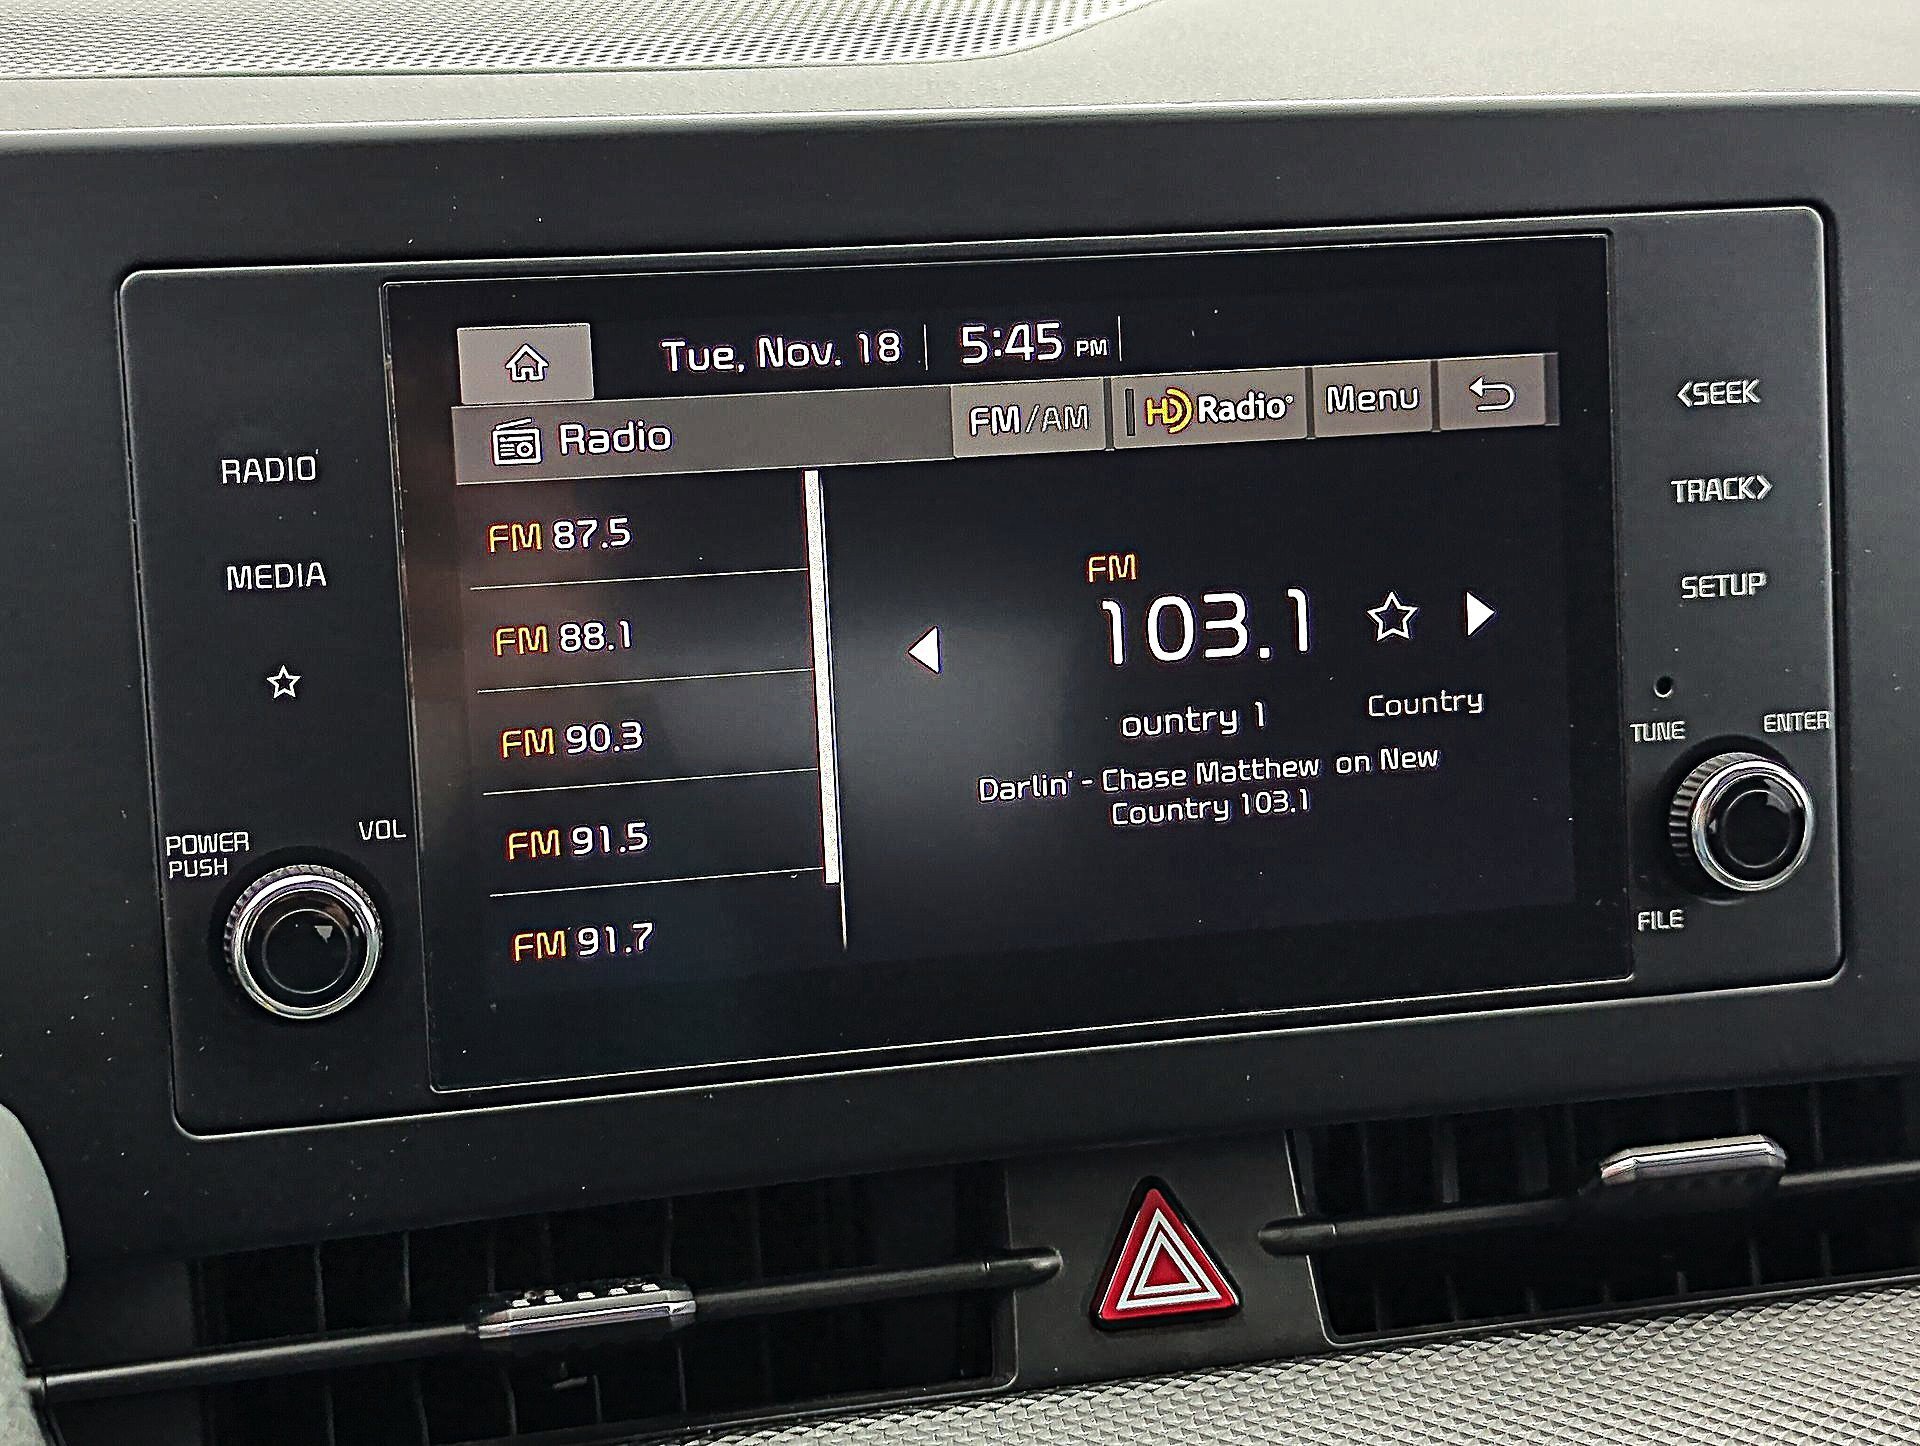 Tue, Nov. 18 5:45 PM
Radio FM/AM HD Radio Menu
RADIO
MEDIA
POWER
PUSH
VOL
FM 87.5
FM 88.1
FM 90.3
FM 91.5
FM 91.7
FM
103.1
ountry 1 Country
Darlin' - Chase Matthew on New
Country 103.1
<SEEK
TRACK>
SETUP
TUNE
ENTER
FILE